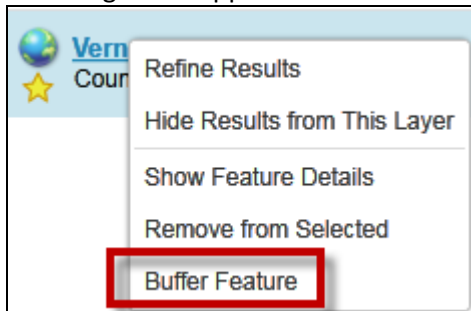 Vern
Coun
Refine Results
Hide Results from This Layer
Show Feature Details
Remove from Selected
Buffer Feature